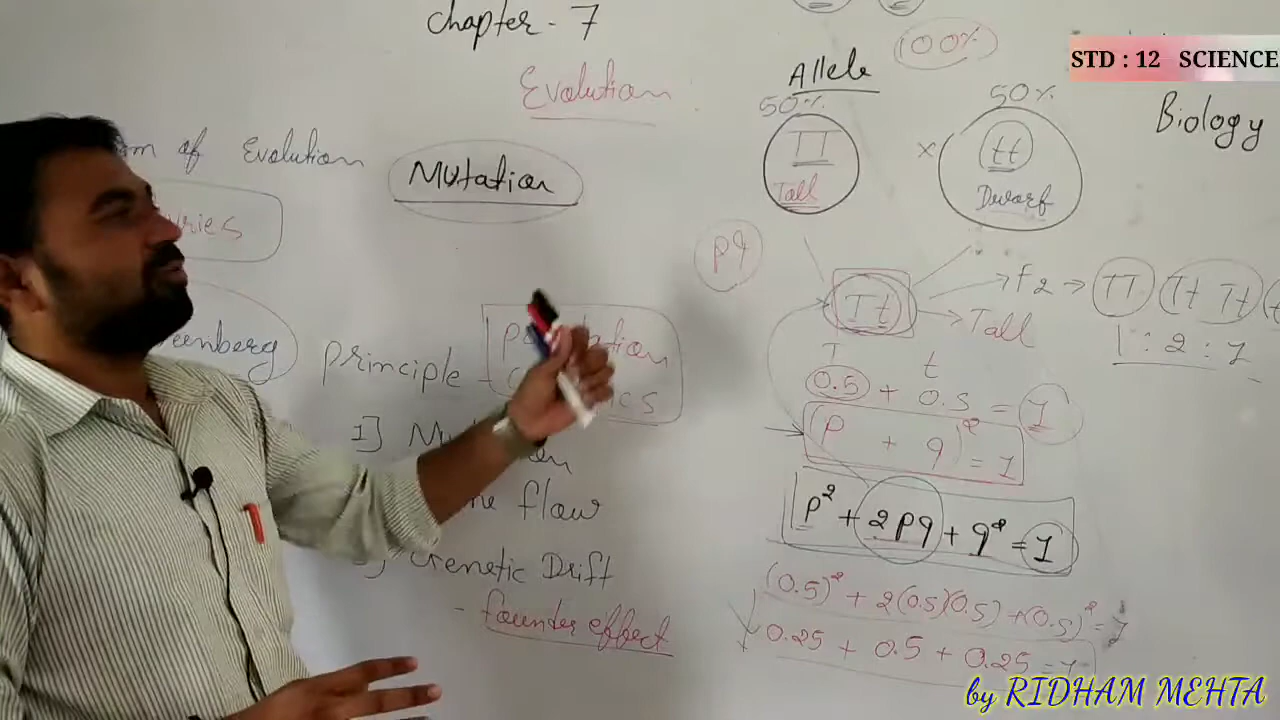 Chapter - 7
Evolution
of Evolution
Mutation
principle -
1]
flow
Genetic Drift
- founder effect
100%
Allele
50%
50%
TT
Tall
×
tt
Dwarf
pq
Tt
F2
TT
Tt Tt
Tall
1 : 2 : 1
T
t
0.5 + 0.5 = 1
(p + q)² = 1
p² + 2pq + q² = 1
(0.5)² + 2(0.5)(0.5) + (0.5)² = 1
0.25 + 0.5 + 0.25 = 1
STD : 12 SCIENCE
Biology
by RIDHAM MEHTA